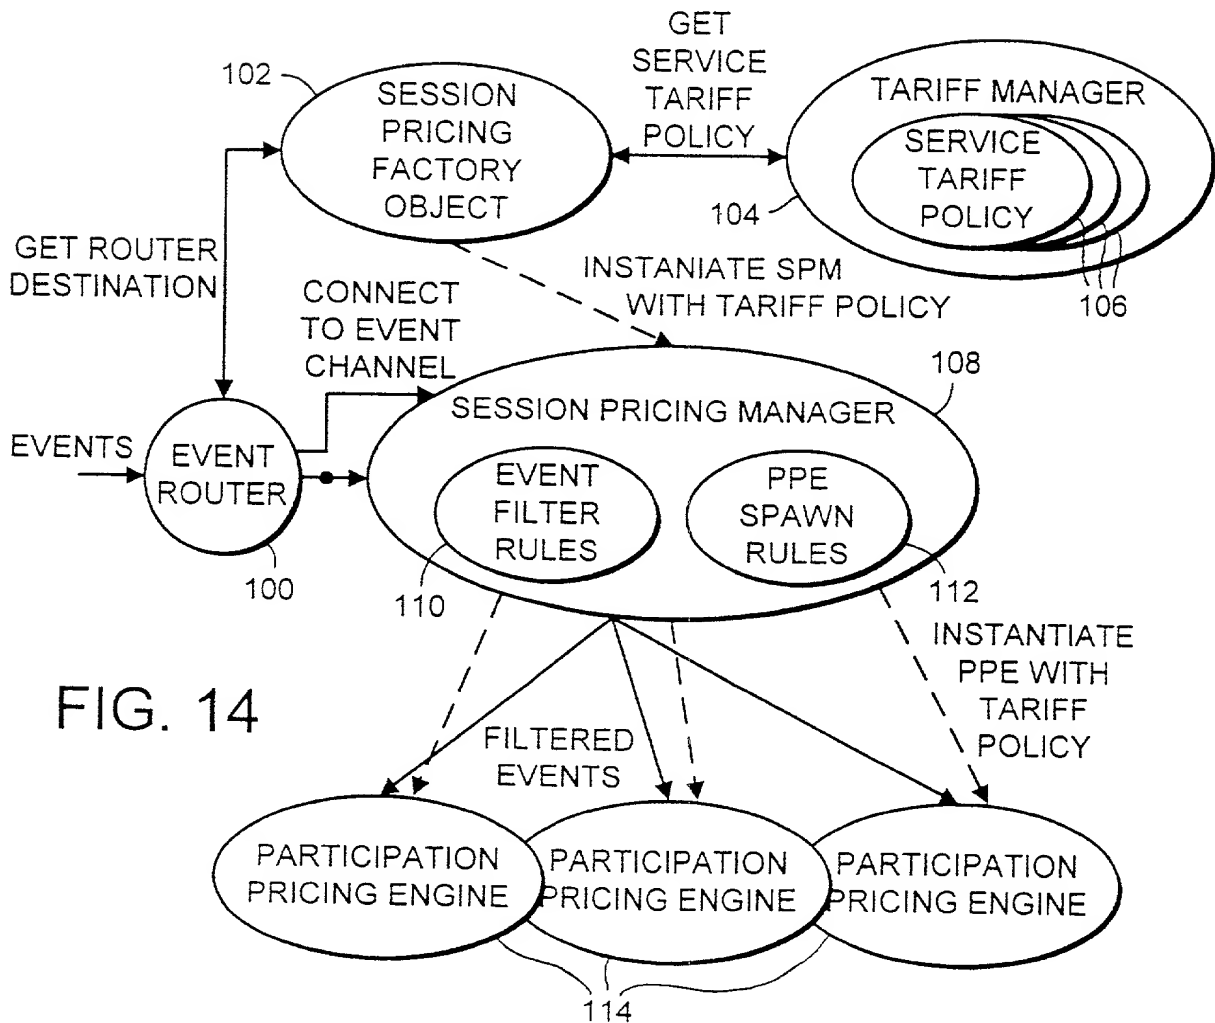 GET
SERVICE
TARIFF
POLICY
102
SESSION
PRICING
FACTORY
OBJECT
TARIFF MANAGER
SERVICE
TARIFF
POLICY
104
106
GET ROUTER
DESTINATION
INSTANIATE SPM
WITH TARIFF POLICY
CONNECT
TO EVENT
CHANNEL
108
SESSION PRICING MANAGER
EVENTS
EVENT
ROUTER
100
EVENT
FILTER
RULES
110
PPE
SPAWN
RULES
112
INSTANTIATE
PPE WITH
TARIFF
POLICY
FIG. 14
FILTERED
EVENTS
PARTICIPATION
PRICING ENGINE
PARTICIPATION
PRICING ENGINE
PARTICIPATION
PRICING ENGINE
114